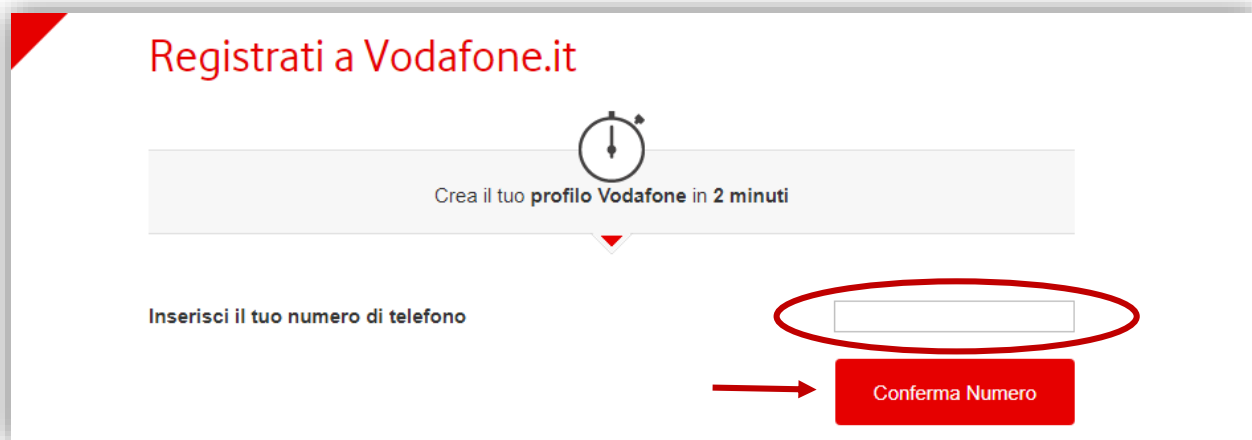 Registrati a Vodafone.it
Crea il tuo profilo Vodafone in 2 minuti
Inserisci il tuo numero di telefono
Conferma Numero